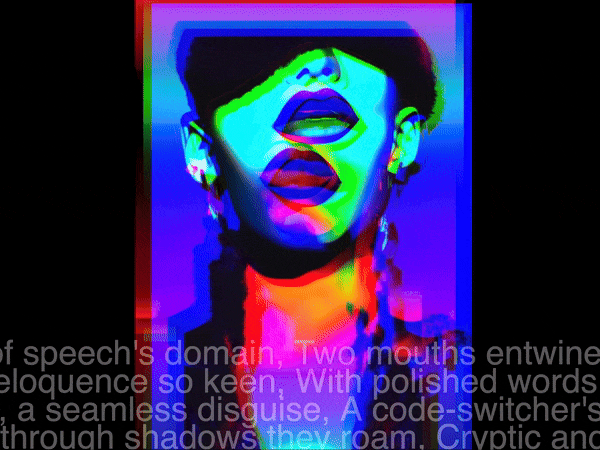 of speech's domain, Two mouths entwine
eloquence so keen, With polished words
, a seamless disguise, A code-switcher's
through shadows they roam, Cryptic and